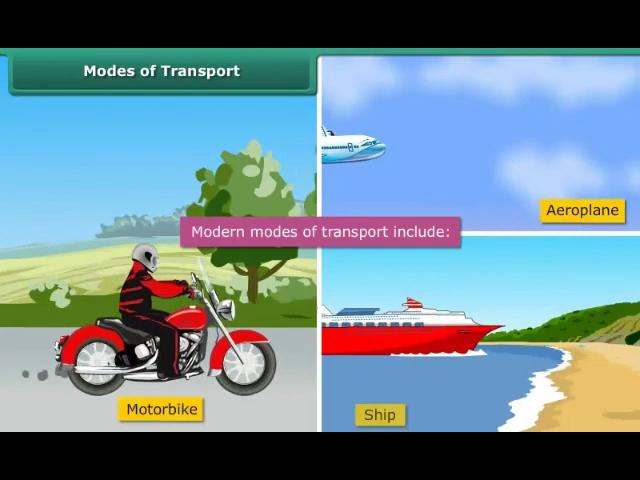 Modes of Transport
Modern modes of transport include:
Aeroplane
Motorbike
Ship